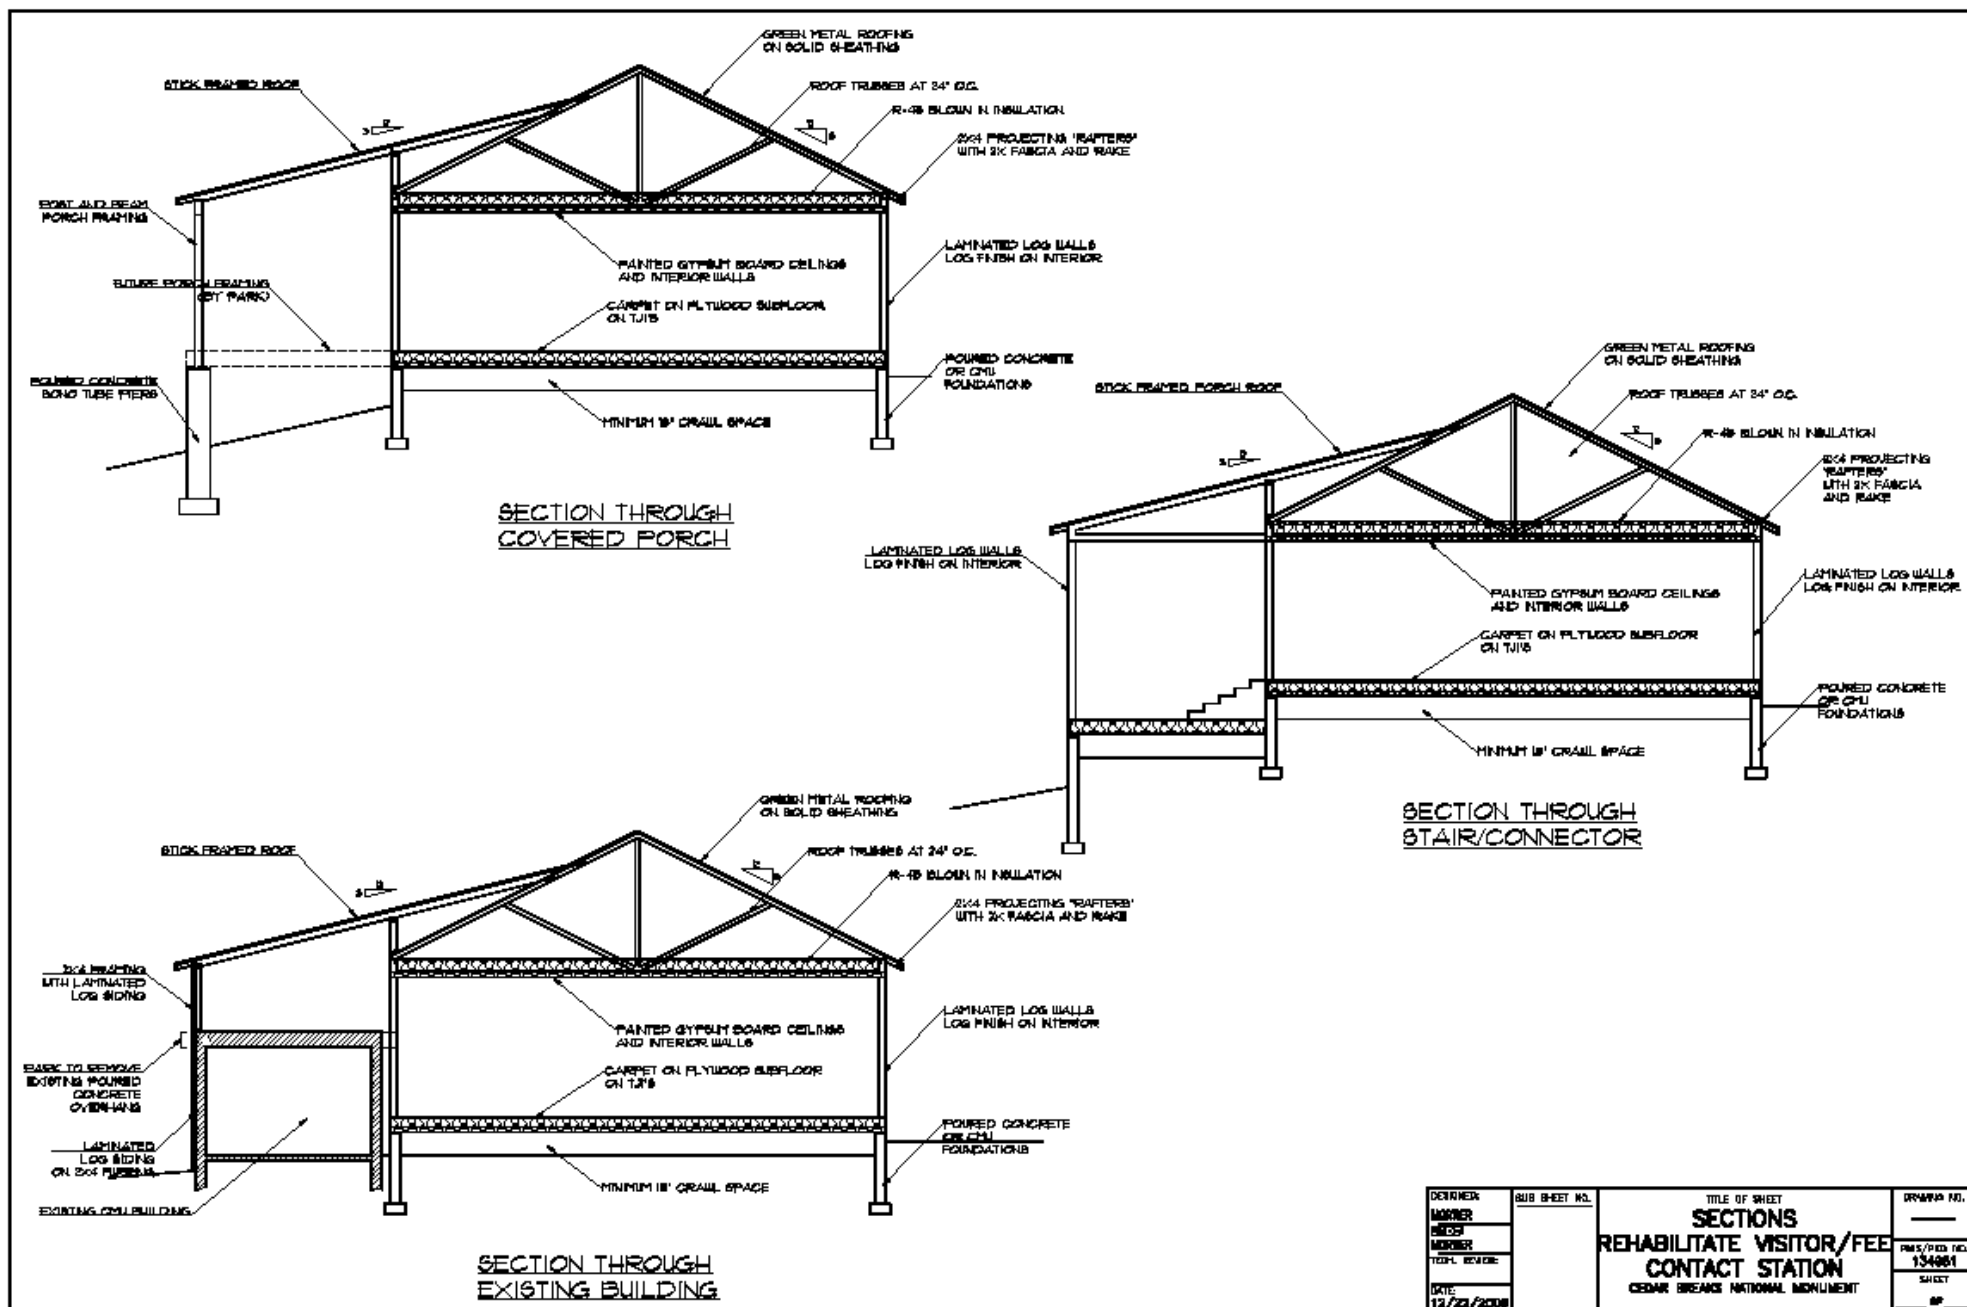 GREEN METAL ROOFING
ON SOLID SHEATHING
STICK FRAMED ROOF
ROOF TRUSSES AT 24" O.C.
BLOWN IN INSULATION
2X4 PROJECTING "RAFTERS"
WITH 2X FASCIA AND RAKE
POST AND BEAM
PORCH FRAMING
LAMINATED LOG WALLS
LOG FINISH ON INTERIOR
PAINTED GYPSUM BOARD CEILINGS
AND INTERIOR WALLS
FUTURE PORCH FRAMING
(BY PARK)
CARPET ON PLYWOOD SUBFLOOR
ON TJI'S
POURED CONCRETE
OR CMU
FOUNDATIONS
POURED CONCRETE
SONO TUBE PIERS
MINIMUM 18" CRAWL SPACE
SECTION THROUGH
COVERED PORCH
GREEN METAL ROOFING
ON SOLID SHEATHING
STICK FRAMED PORCH ROOF
ROOF TRUSSES AT 24" O.C.
BLOWN IN INSULATION
2X4 PROJECTING
"RAFTERS"
WITH 2X FASCIA
AND RAKE
LAMINATED LOG WALLS
LOG FINISH ON INTERIOR
LAMINATED LOG WALLS
LOG FINISH ON INTERIOR
PAINTED GYPSUM BOARD CEILINGS
AND INTERIOR WALLS
CARPET ON PLYWOOD SUBFLOOR
ON TJI'S
POURED CONCRETE
OR CMU
FOUNDATIONS
MINIMUM 18" CRAWL SPACE
SECTION THROUGH
STAIR/CONNECTOR
GREEN METAL ROOFING
ON SOLID SHEATHING
STICK FRAMED ROOF
ROOF TRUSSES AT 24" O.C.
BLOWN IN INSULATION
2X4 PROJECTING "RAFTERS"
WITH 2X FASCIA AND RAKE
2X4 FRAMING
WITH LAMINATED
LOG SIDING
LAMINATED LOG WALLS
LOG FINISH ON INTERIOR
PAINTED GYPSUM BOARD CEILINGS
AND INTERIOR WALLS
PARK TO REMOVE
EXISTING POURED
CONCRETE
OVERHANG
CARPET ON PLYWOOD SUBFLOOR
ON TJI'S
POURED CONCRETE
OR CMU
FOUNDATIONS
LAMINATED
LOG SIDING
ON 2X4 FURRING
MINIMUM 18" CRAWL SPACE
EXISTING CMU BUILDING
SECTION THROUGH
EXISTING BUILDING
DESIGNED:
SUB SHEET NO.
TITLE OF SHEET
SECTIONS
REHABILITATE VISITOR/FEE
CONTACT STATION
CEDAR BREAKS NATIONAL MONUMENT
DRAWING NO.
TECH. REVIEW:
DATE:
SHEET